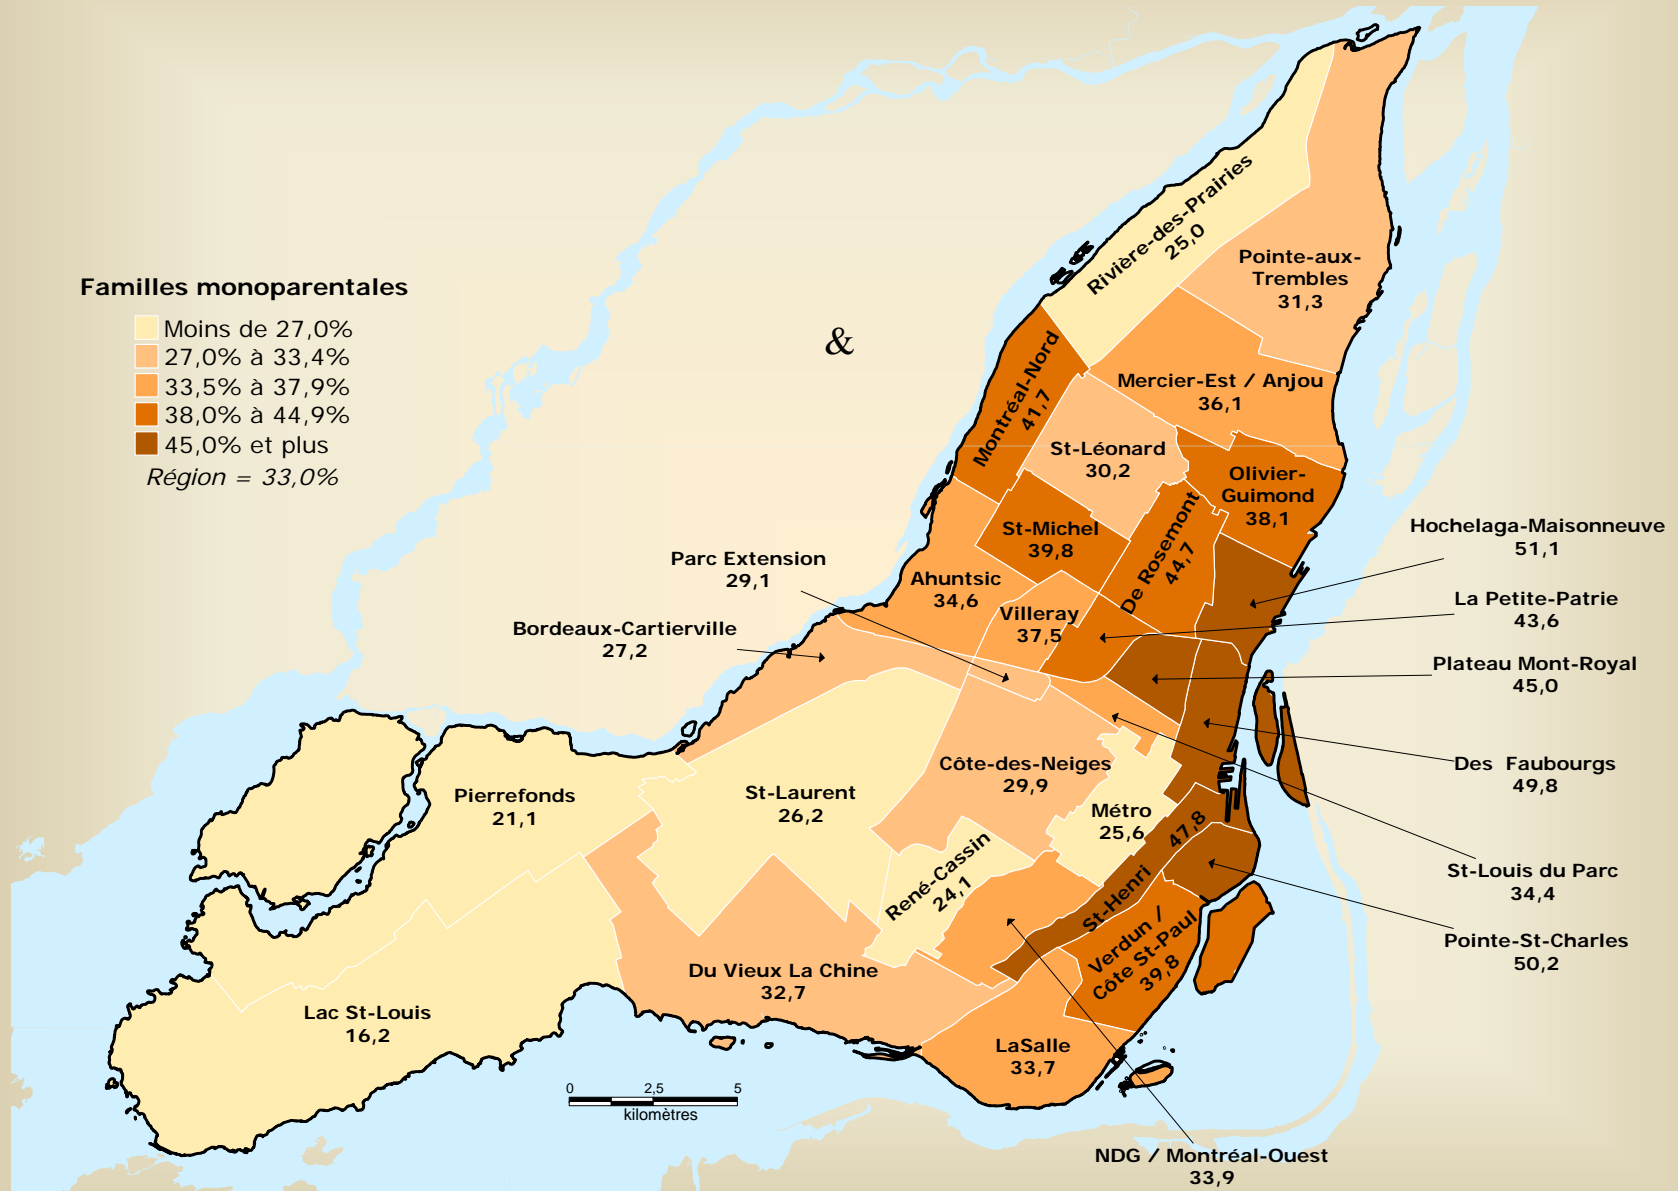 Familles monoparentales
Moins de 27,0%
27,0% à 33,4%
33,5% à 37,9%
38,0% à 44,9%
45,0% et plus
Région = 33,0%
&
Rivière-des-Prairies
25,0
Pointe-aux-
Trembles
31,3
Montréal-Nord
41,7
Mercier-Est / Anjou
36,1
St-Léonard
30,2
Olivier-
Guimond
38,1
St-Michel
39,8
De Rosemont
44,7
Hochelaga-Maisonneuve
51,1
Parc Extension
29,1
Ahuntsic
34,6
Villeray
37,5
La Petite-Patrie
43,6
Bordeaux-Cartierville
27,2
Plateau Mont-Royal
45,0
Côte-des-Neiges
29,9
Des Faubourgs
49,8
Pierrefonds
21,1
St-Laurent
26,2
Métro
25,6
St-Henri 47,8
René-Cassin
24,1
St-Louis du Parc
34,4
Verdun /
Côte St-Paul
39,8
Pointe-St-Charles
50,2
Du Vieux La Chine
32,7
Lac St-Louis
16,2
LaSalle
33,7
0 2,5 5
kilomètres
NDG / Montréal-Ouest
33,9